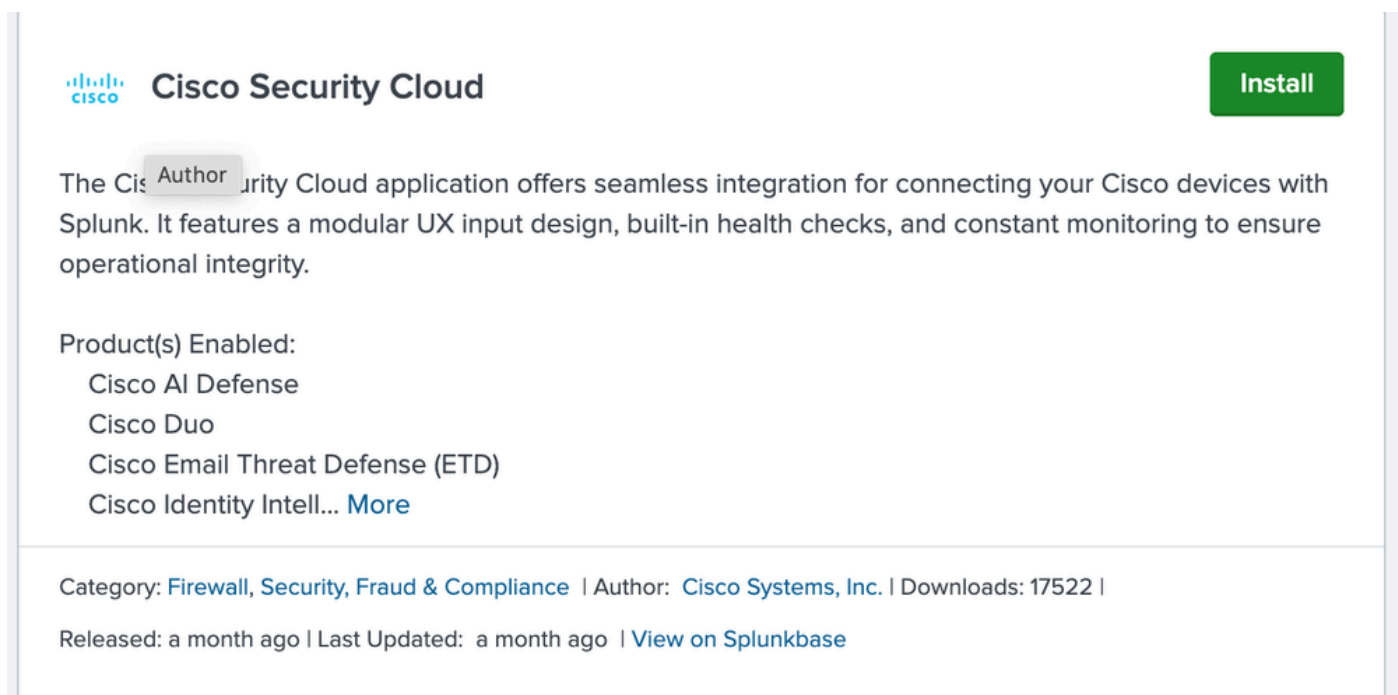 CISCO Cisco Security Cloud Install
Author
The Cis urity Cloud application offers seamless integration for connecting your Cisco devices with
Splunk. It features a modular UX input design, built-in health checks, and constant monitoring to ensure
operational integrity.
Product(s) Enabled:
Cisco AI Defense
Cisco Duo
Cisco Email Threat Defense (ETD)
Cisco Identity Intell... More
Category: Firewall, Security, Fraud & Compliance | Author: Cisco Systems, Inc. | Downloads: 17522 |
Released: a month ago | Last Updated: a month ago | View on Splunkbase